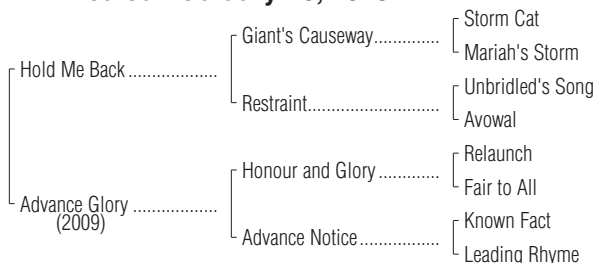 Storm Cat
Giant's Causeway..............
Mariah's Storm
Hold Me Back ...................
Unbridled's Song
Restraint............................
Avowal
Relaunch
Honour and Glory ..............
Fair to All
Advance Glory ..................
(2009)
Known Fact
Advance Notice.................
Leading Rhyme